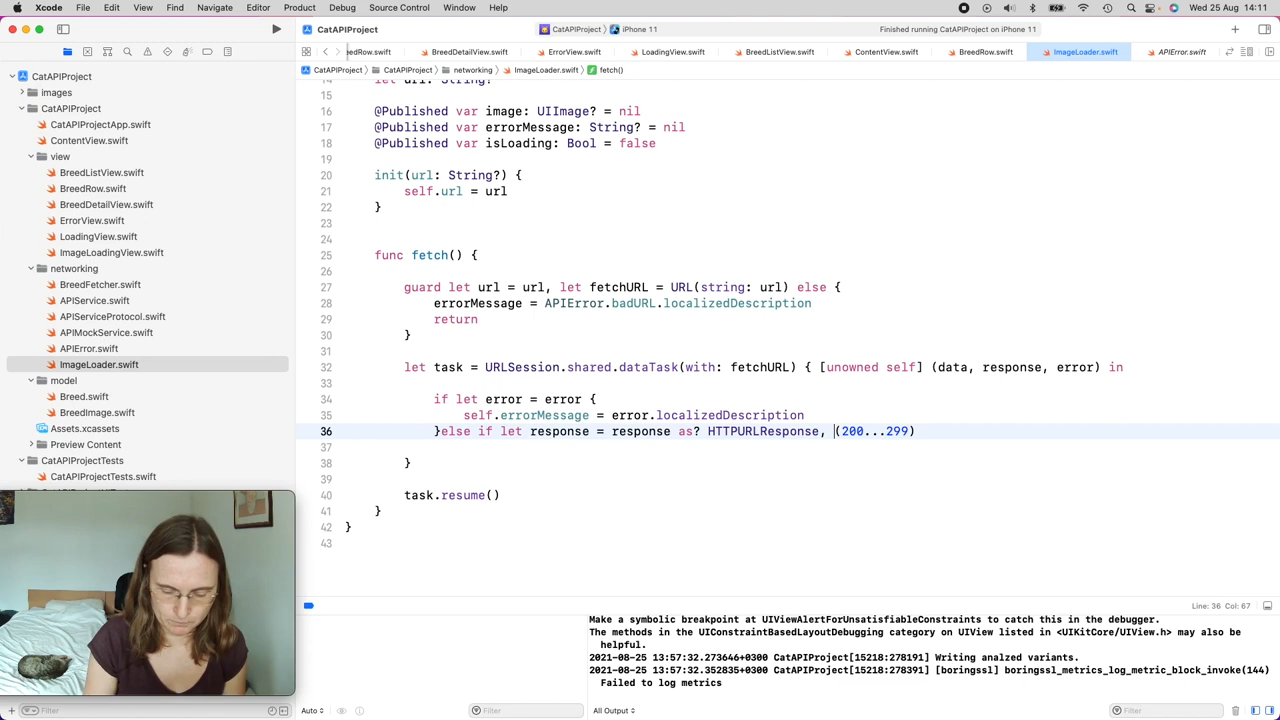 Xcode File Edit View Find Navigate Editor Product Debug Source Control Window Help Wed 25 Aug 14:11
CatAPIProject CatAPIProject iPhone 11 Finished running CatAPIProject on iPhone 11
eedRow.swift BreedDetailView.swift ErrorView.swift LoadingView.swift BreedListView.swift ContentView.swift BreedRow.swift ImageLoader.swift APIError.swift
CatAPIProject CatAPIProject networking ImageLoader.swift fetch()
CatAPIProject
images
CatAPIProject
CatAPIProjectApp.swift
ContentView.swift
view
BreedListView.swift
BreedRow.swift
BreedDetailView.swift
ErrorView.swift
LoadingView.swift
ImageLoadingView.swift
networking
BreedFetcher.swift
APIService.swift
APIServiceProtocol.swift
APIMockService.swift
APIError.swift
ImageLoader.swift
model
Breed.swift
BreedImage.swift
Assets.xcassets
Preview Content
CatAPIProjectTests
CatAPIProjectTests.swift
14 let url: String?
15
16 @Published var image: UIImage? = nil
17 @Published var errorMessage: String? = nil
18 @Published var isLoading: Bool = false
19
20 init(url: String?) {
21 self.url = url
22 }
23
24
25 func fetch() {
26
27 guard let url = url, let fetchURL = URL(string: url) else {
28 errorMessage = APIError.badURL.localizedDescription
29 return
30 }
31
32 let task = URLSession.shared.dataTask(with: fetchURL) { [unowned self] (data, response, error) in
33
34 if let error = error {
35 self.errorMessage = error.localizedDescription
36 }else if let response = response as? HTTPURLResponse, (200...299)
37
38 }
39
40 task.resume()
41 }
42 }
43
Line: 36 Col: 67
Make a symbolic breakpoint at UIViewAlertForUnsatisfiableConstraints to catch this in the debugger.
The methods in the UIConstraintBasedLayoutDebugging category on UIView listed in <UIKitCore/UIView.h> may also be
helpful.
2021-08-25 13:57:32.273646+0300 CatAPIProject[15218:278191] Writing analzed variants.
2021-08-25 13:57:32.352835+0300 CatAPIProject[15218:278391] [boringssl] boringssl_metrics_log_metric_block_invoke(144)
Failed to log metrics
Filter Auto Filter All Output Filter